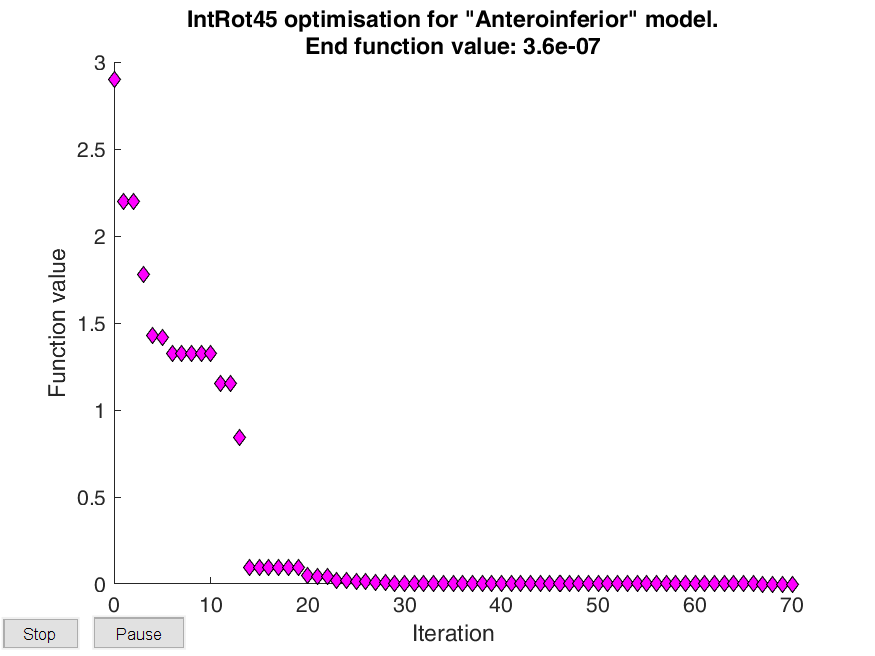 IntRot45 optimisation for "Anteroinferior" model.
End function value: 3.6e-07
3
2.5
2
1.5
1
0.5
0
Function value
0 10 20 30 40 50 60 70
Iteration
Stop Pause